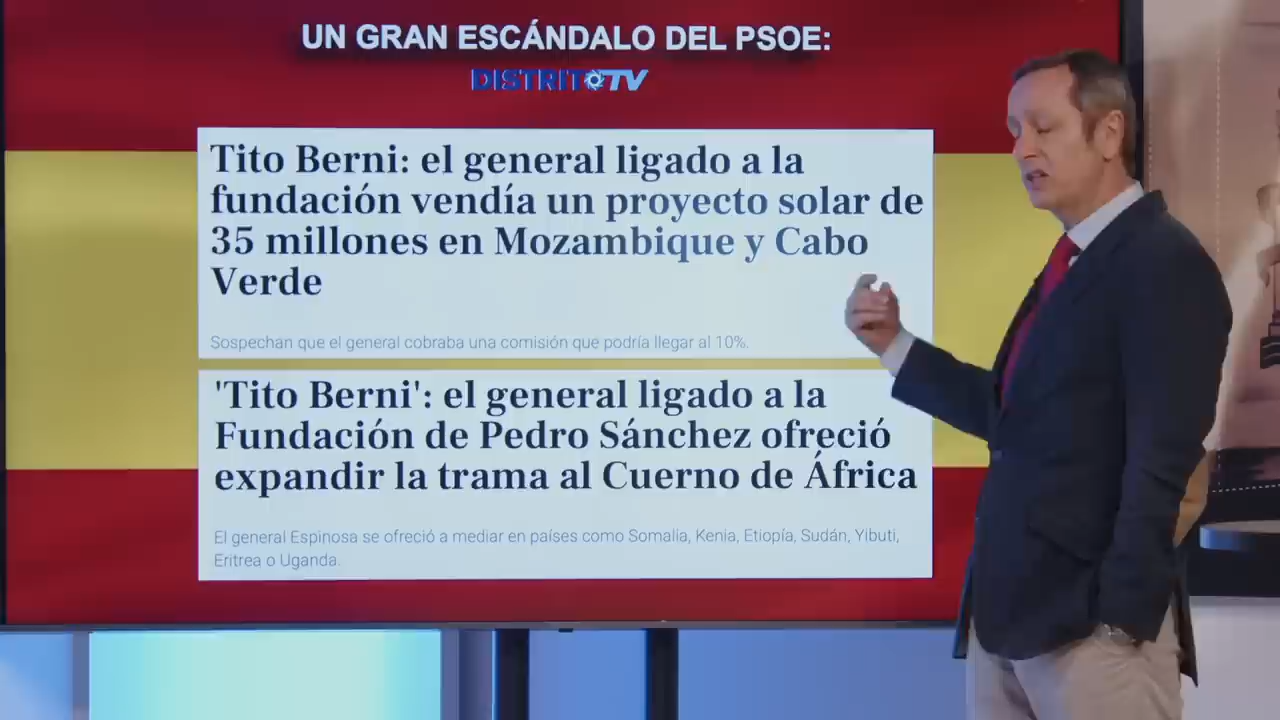 UN GRAN ESCÁNDALO DEL PSOE:
DISTRITO TV
Tito Berni: el general ligado a la
fundación vendía un proyecto solar de
35 millones en Mozambique y Cabo
Verde
Sospechan que el general cobraba una comisión que podría llegar al 10%.
'Tito Berni': el general ligado a la
Fundación de Pedro Sánchez ofreció
expandir la trama al Cuerno de África
El general Espinosa se ofreció a mediar en países como Somalia, Kenia, Etiopía, Sudán, Yibuti,
Eritrea o Uganda.